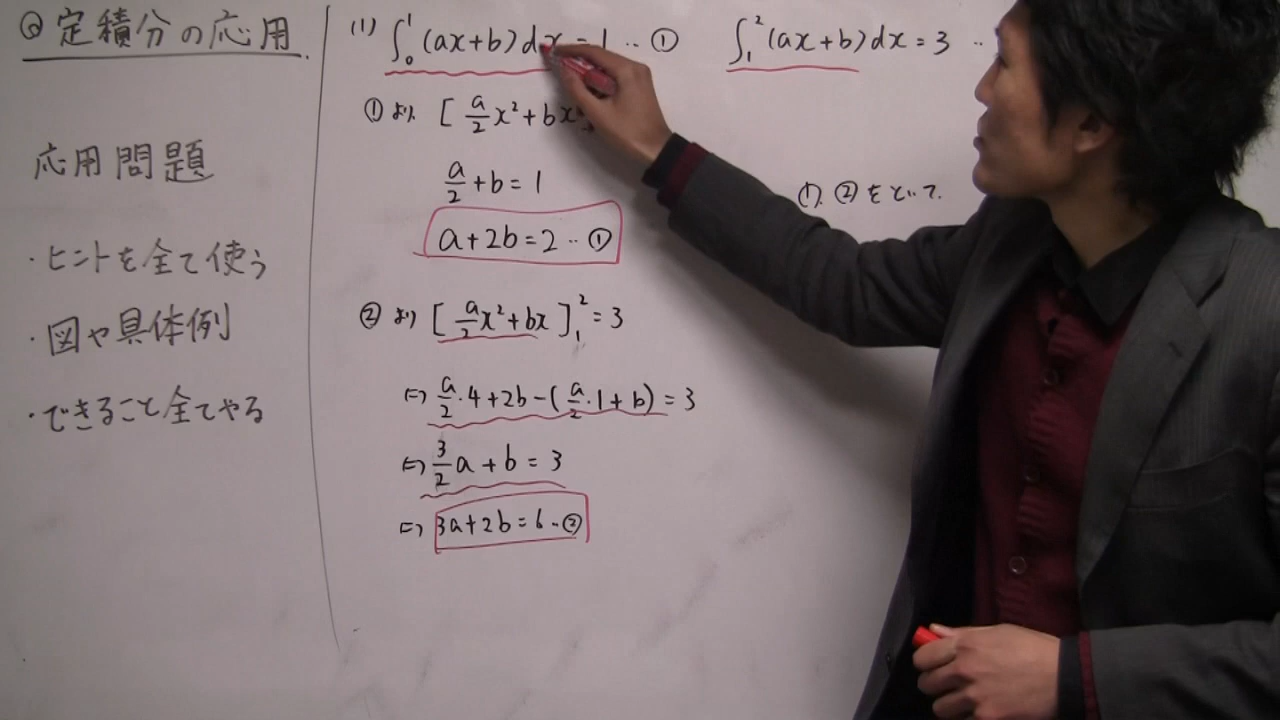 ◎ 定積分の応用
応用問題
・ヒントを全て使う
・図や具体例
・できること全てやる
(1) ∫₀¹(ax+b)dx = 1 ‥ ① ∫₁²(ax+b)dx = 3 ‥
①より [a/2 x²+bx
a/2 + b = 1
a+2b=2 ‥ ①
①、②をといて
②より [a/2 x²+bx]₁² = 3
⇔ a/2・4+2b−(a/2・1+b) = 3
⇔ 3/2 a + b = 3
⇔ 3a+2b=6 ‥②